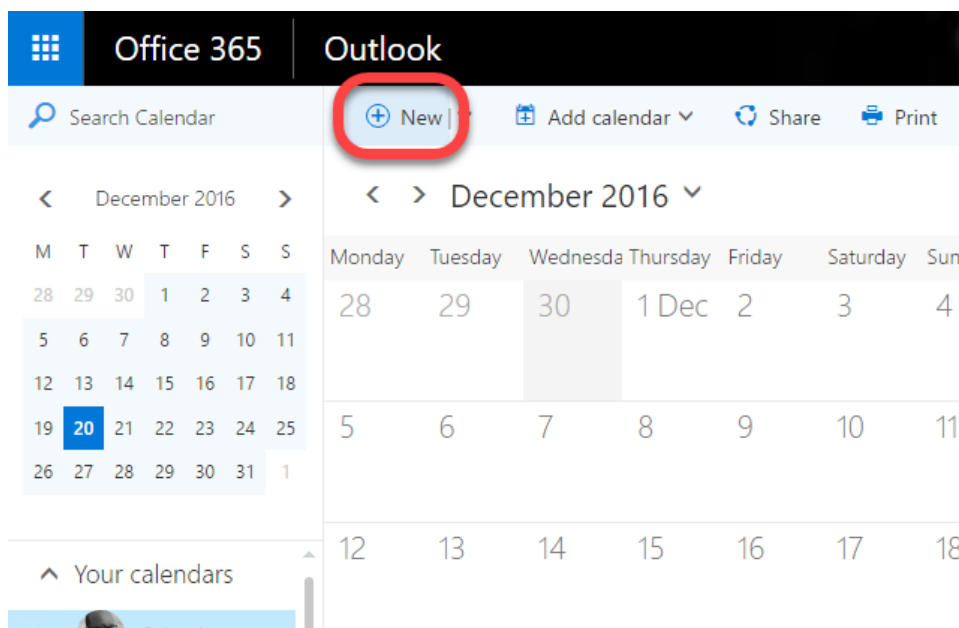 Office 365 Outlook
Search Calendar
New Add calendar Share Print
December 2016
M T W T F S S
28 29 30 1 2 3 4
5 6 7 8 9 10 11
12 13 14 15 16 17 18
19 20 21 22 23 24 25
26 27 28 29 30 31 1
Your calendars
December 2016
Monday Tuesday Wednesda Thursday Friday Saturday Sun
28 29 30 1 Dec 2 3 4
5 6 7 8 9 10 11
12 13 14 15 16 17 18